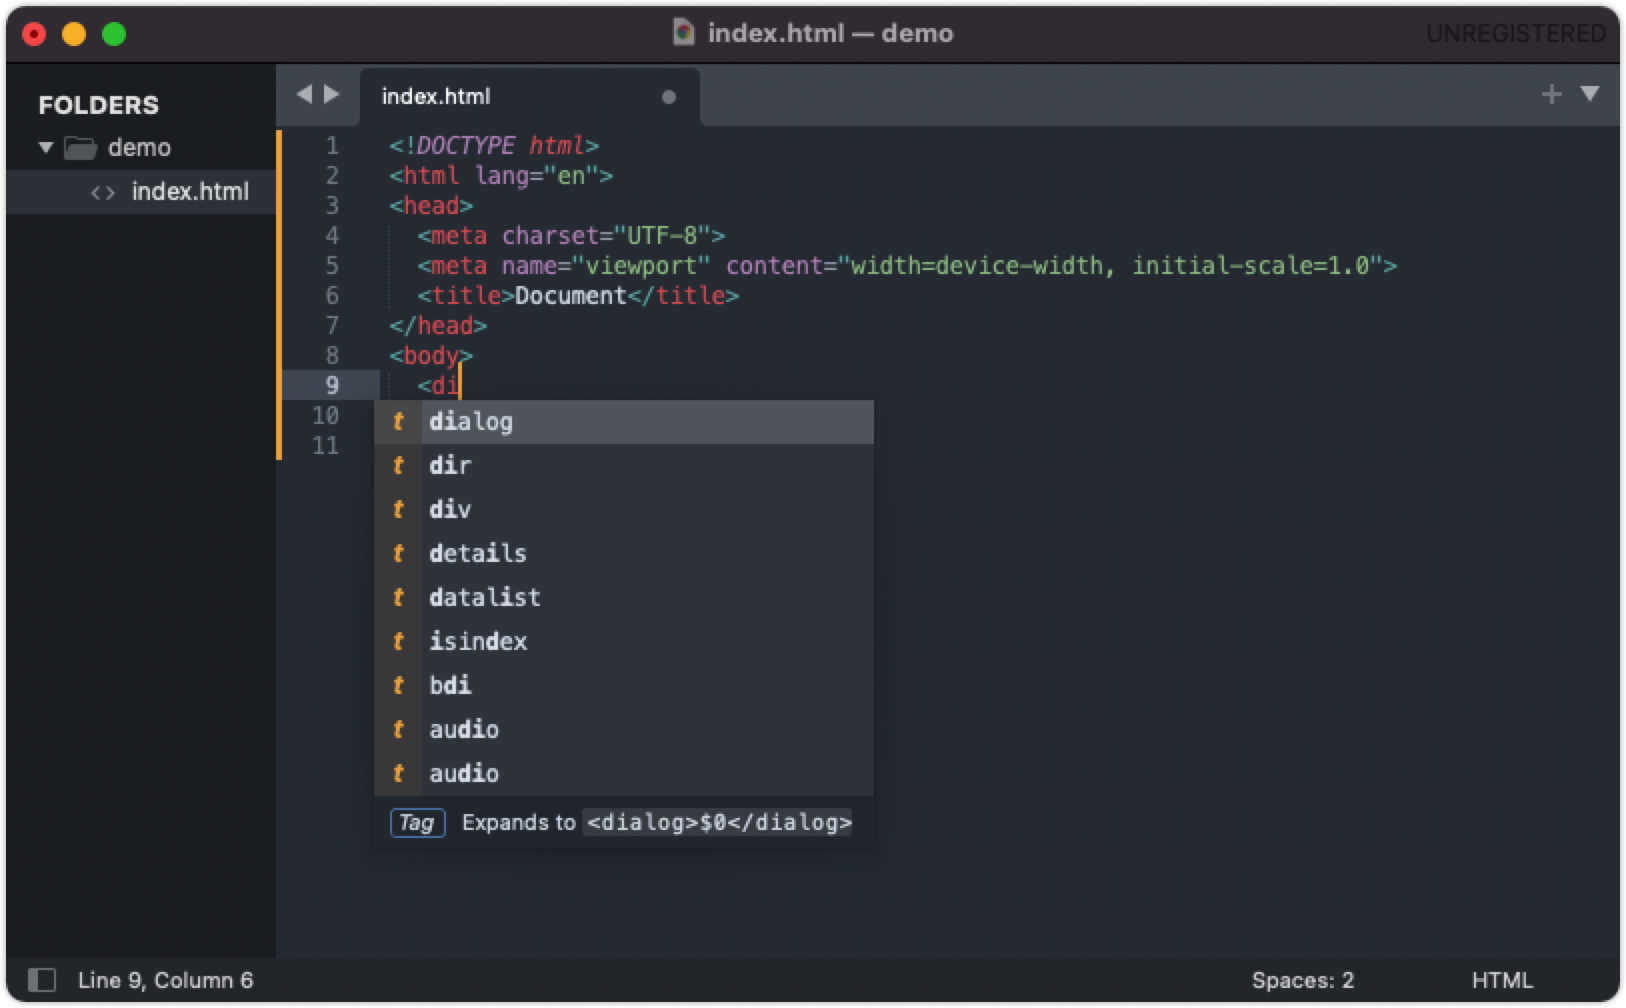 index.html — demo
UNREGISTERED
FOLDERS
demo
index.html
index.html
1 <!DOCTYPE html>
2 <html lang="en">
3 <head>
4 <meta charset="UTF-8">
5 <meta name="viewport" content="width=device-width, initial-scale=1.0">
6 <title>Document</title>
7 </head>
8 <body>
9 <di
10
11
t dialog
t dir
t div
t details
t datalist
t isindex
t bdi
t audio
t audio
Tag Expands to <dialog>$0</dialog>
Line 9, Column 6
Spaces: 2
HTML